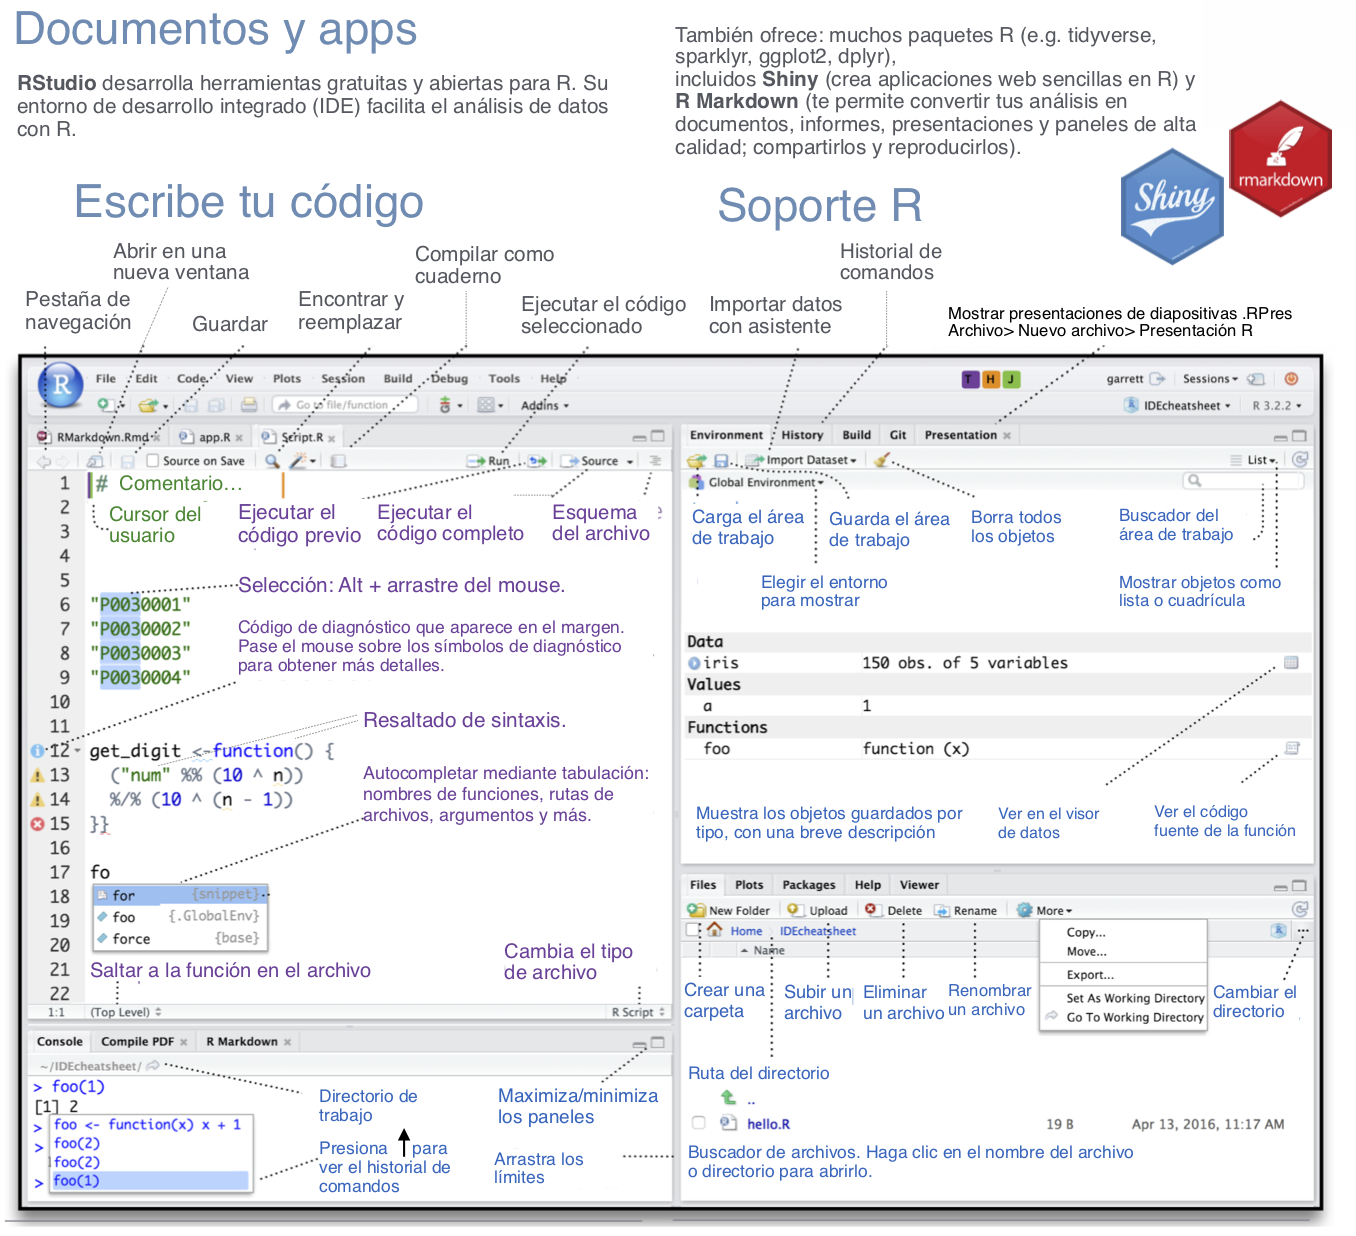 Documentos y apps
RStudio desarrolla herramientas gratuitas y abiertas para R. Su
entorno de desarrollo integrado (IDE) facilita el análisis de datos
con R.
También ofrece: muchos paquetes R (e.g. tidyverse,
sparklyr, ggplot2, dplyr),
incluidos Shiny (crea aplicaciones web sencillas en R) y
R Markdown (te permite convertir tus análisis en
documentos, informes, presentaciones y paneles de alta
calidad; compartirlos y reproducirlos).
rmarkdown
Shiny
Escribe tu código
Soporte R
Abrir en una
nueva ventana
Compilar como
cuaderno
Historial de
comandos
Pestaña de
navegación
Guardar
Encontrar y
reemplazar
Ejecutar el código
seleccionado
Importar datos
con asistente
Mostrar presentaciones de diapositivas .RPres
Archivo> Nuevo archivo> Presentación R
R
File Edit Code View Plots Session Build Debug Tools Help
T H J
garrett
Sessions
Go to file/function
Addins
IDEcheatsheet
R 3.2.2
RMarkdown.Rmd
app.R
Script.R
Source on Save
Run
Source
1 # Comentario...
2
3
4
5
6 "P0030001"
7 "P0030002"
8 "P0030003"
9 "P0030004"
10
11
12 get_digit <-function() {
13 ("num" %% (10 ^ n))
14 %/% (10 ^ (n - 1))
15 }}
16
17 fo
18
19
20
21
22
Cursor del
usuario
Ejecutar el
código previo
Ejecutar el
código completo
Esquema
del archivo
Selección: Alt + arrastre del mouse.
Código de diagnóstico que aparece en el margen.
Pase el mouse sobre los símbolos de diagnóstico
para obtener más detalles.
Resaltado de sintaxis.
Autocompletar mediante tabulación:
nombres de funciones, rutas de
archivos, argumentos y más.
for {snippet}
foo {.GlobalEnv}
force {base}
Saltar a la función en el archivo
Cambia el tipo
de archivo
1:1 (Top Level)
R Script
Console Compile PDF R Markdown
~/IDEcheatsheet/
> foo(1)
[1] 2
>
>
>
foo <- function(x) x + 1
foo(2)
foo(2)
foo(1)
Directorio de
trabajo
Presiona para
ver el historial de
comandos
Maximiza/minimiza
los paneles
Arrastra los
límites
Environment History Build Git Presentation
Import Dataset
List
Global Environment
Carga el área
de trabajo
Guarda el área
de trabajo
Borra todos
los objetos
Buscador del
área de trabajo
Elegir el entorno
para mostrar
Mostrar objetos como
lista o cuadrícula
Data
iris 150 obs. of 5 variables
Values
a 1
Functions
foo function (x)
Muestra los objetos guardados por
tipo, con una breve descripción
Ver en el visor
de datos
Ver el código
fuente de la función
Files Plots Packages Help Viewer
New Folder Upload Delete Rename More
Home IDEcheatsheet
Name
Copy...
Move...
Export...
Set As Working Directory
Go To Working Directory
...
Crear una
carpeta
Subir un
archivo
Eliminar
un archivo
Renombrar
un archivo
Cambiar el
directorio
Ruta del directorio
..
hello.R 19 B Apr 13, 2016, 11:17 AM
Buscador de archivos. Haga clic en el nombre del archivo
o directorio para abrirlo.